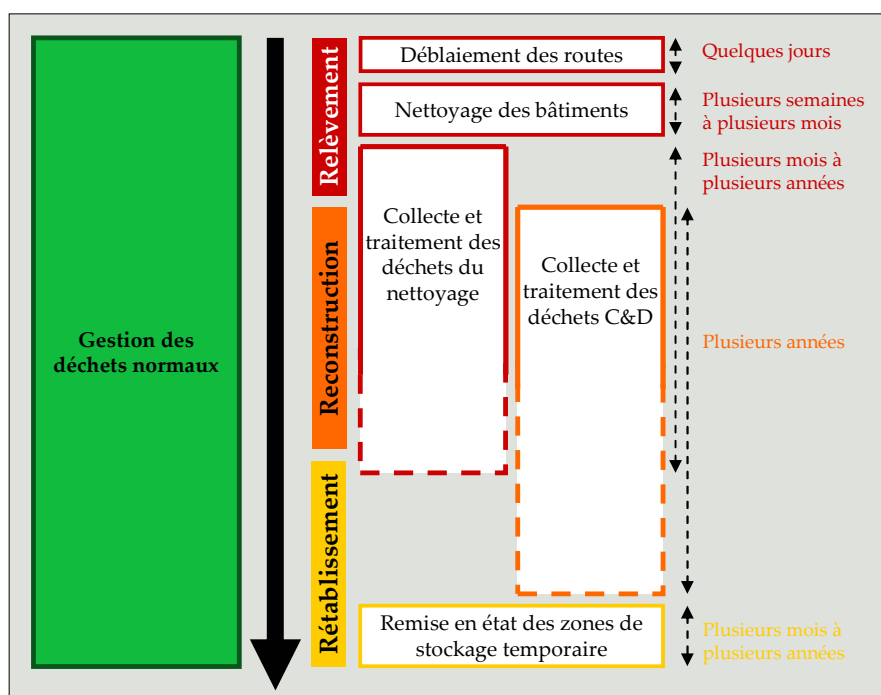 Gestion des
déchets normaux
Relèvement
Reconstruction
Rétablissement
Déblaiement des routes
Quelques jours
Nettoyage des bâtiments
Plusieurs semaines
à plusieurs mois
Collecte et
traitement des
déchets du
nettoyage
Plusieurs mois à
plusieurs années
Collecte et
traitement des
déchets C&D
Plusieurs années
Remise en état des zones de
stockage temporaire
Plusieurs mois à
plusieurs années